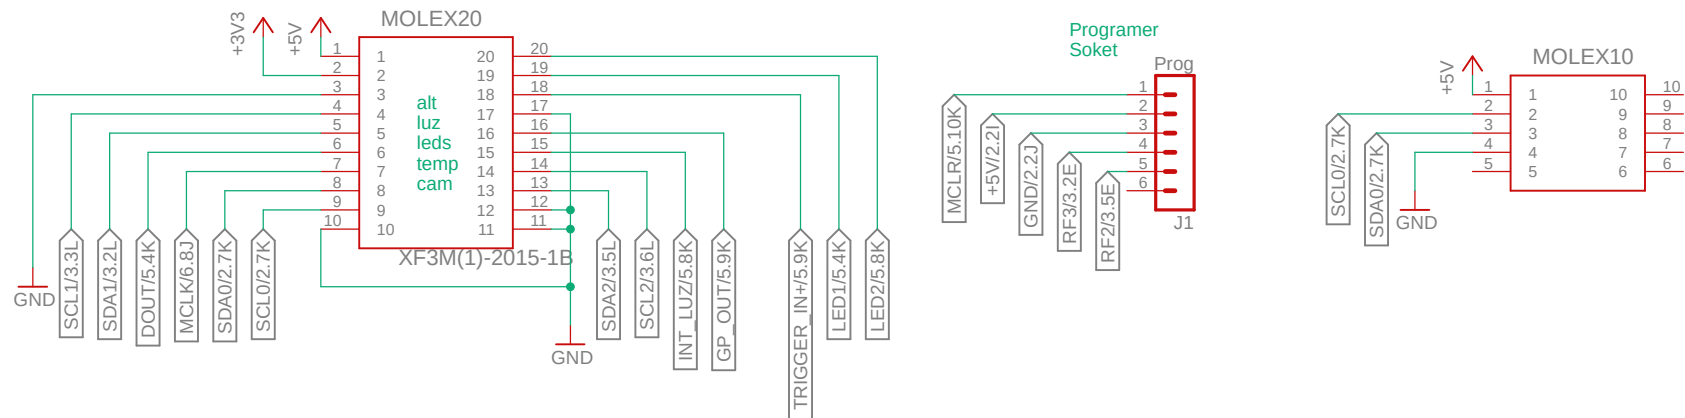 MOLEX20
+3V3
+5V
1 1 20 20
2 2 19 19
3 3 18 18
4 4 17 17
5 5 16 16
6 6 15 15
7 7 14 14
8 8 13 13
9 9 12 12
10 10 11 11
alt
luz
leds
temp
cam
XF3M(1)-2015-1B
GND
SCL1/3.3L
SDA1/3.2L
DOUT/5.4K
MCLK/6.8J
SDA0/2.7K
SCL0/2.7K
GND
SDA2/3.5L
SCL2/3.6L
INT_LUZ/5.8K
GP_OUT/5.9K
TRIGGER_IN+/5.9K
LED1/5.4K
LED2/5.8K
Programer
Soket
Prog
1
2
3
4
5
6
J1
MCLR/5.10K
+5V/2.2I
GND/2.2J
RF3/3.2E
RF2/3.5E
MOLEX10
+5V
1 1 10 10
2 2 9 9
3 3 8 8
4 4 7 7
5 5 6 6
SCL0/2.7K
SDA0/2.7K
GND